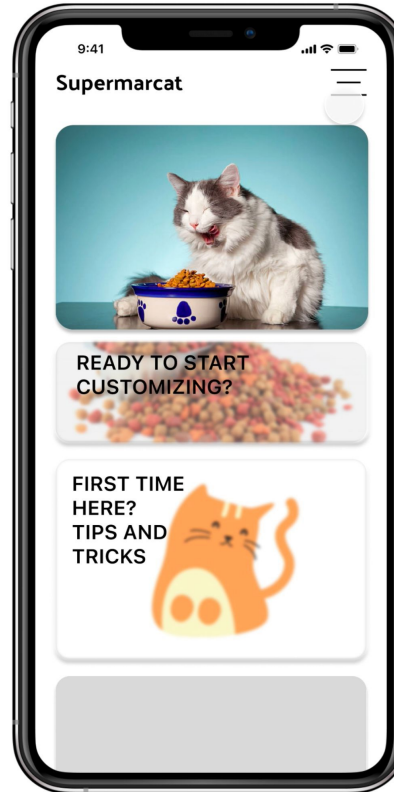 9:41
Supermarcat
READY TO START
CUSTOMIZING?
FIRST TIME
HERE?
TIPS AND
TRICKS